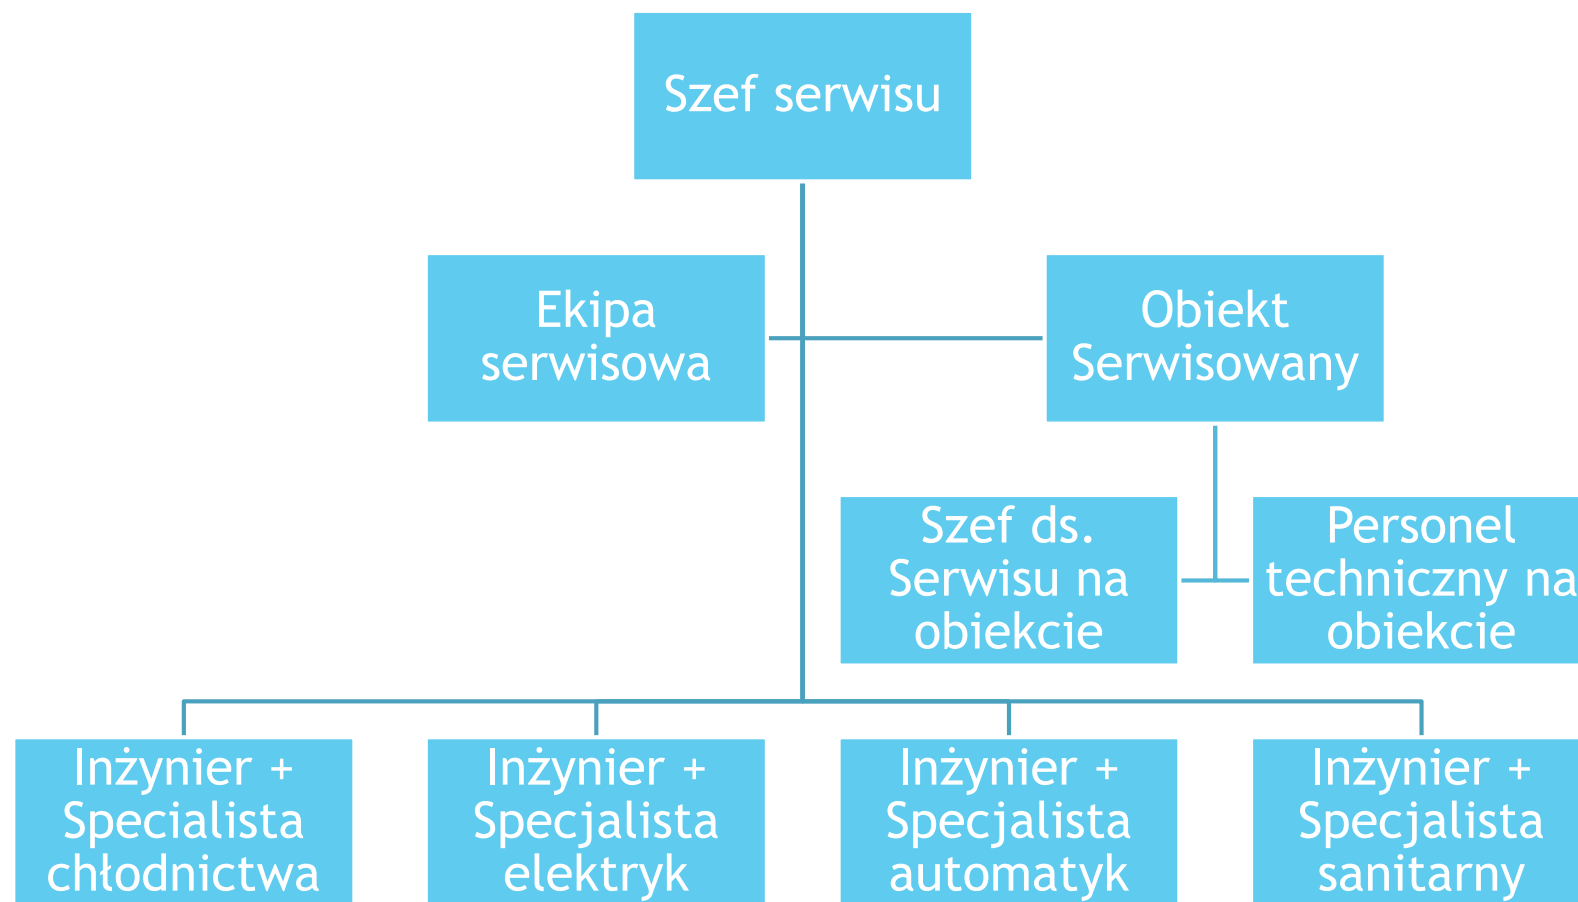 Szef serwisu
Ekipa
serwisowa
Obiekt
Serwisowany
Szef ds.
Serwisu na
obiekcie
Personel
techniczny na
obiekcie
Inżynier +
Specialista
chłodnictwa
Inżynier +
Specjalista
elektryk
Inżynier +
Specjalista
automatyk
Inżynier +
Specjalista
sanitarny